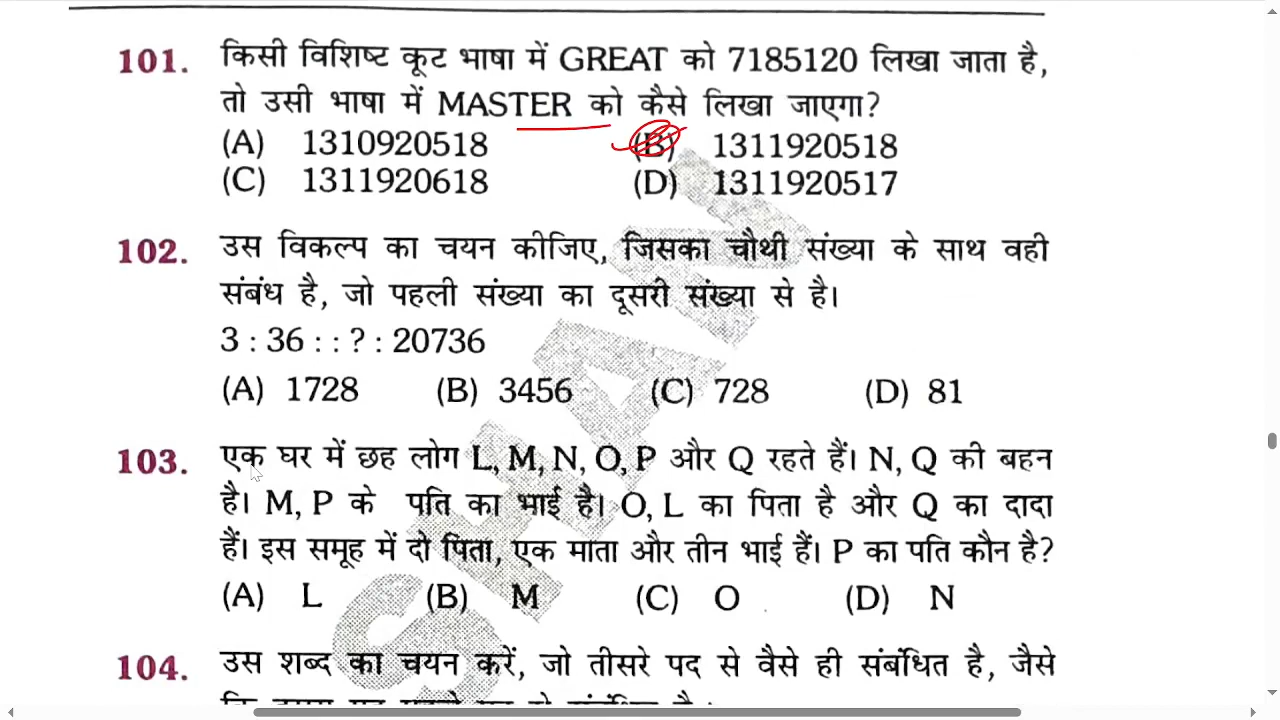 101. किसी विशिष्ट कूट भाषा में GREAT को 7185120 लिखा जाता है,
तो उसी भाषा में MASTER को कैसे लिखा जाएगा?
(A) 1310920518 (B) 1311920518
(C) 1311920618 (D) 1311920517
102. उस विकल्प का चयन कीजिए, जिसका चौथी संख्या के साथ वही
संबंध है, जो पहली संख्या का दूसरी संख्या से है।
3 : 36 : : ? : 20736
(A) 1728 (B) 3456 (C) 728 (D) 81
103. एक घर में छह लोग L, M, N, O, P और Q रहते हैं। N, Q की बहन
है। M, P के पति का भाई है। O, L का पिता है और Q का दादा
हैं। इस समूह में दो पिता, एक माता और तीन भाई हैं। P का पति कौन है?
(A) L (B) M (C) O (D) N
104. उस शब्द का चयन करें, जो तीसरे पद से वैसे ही संबंधित है, जैसे